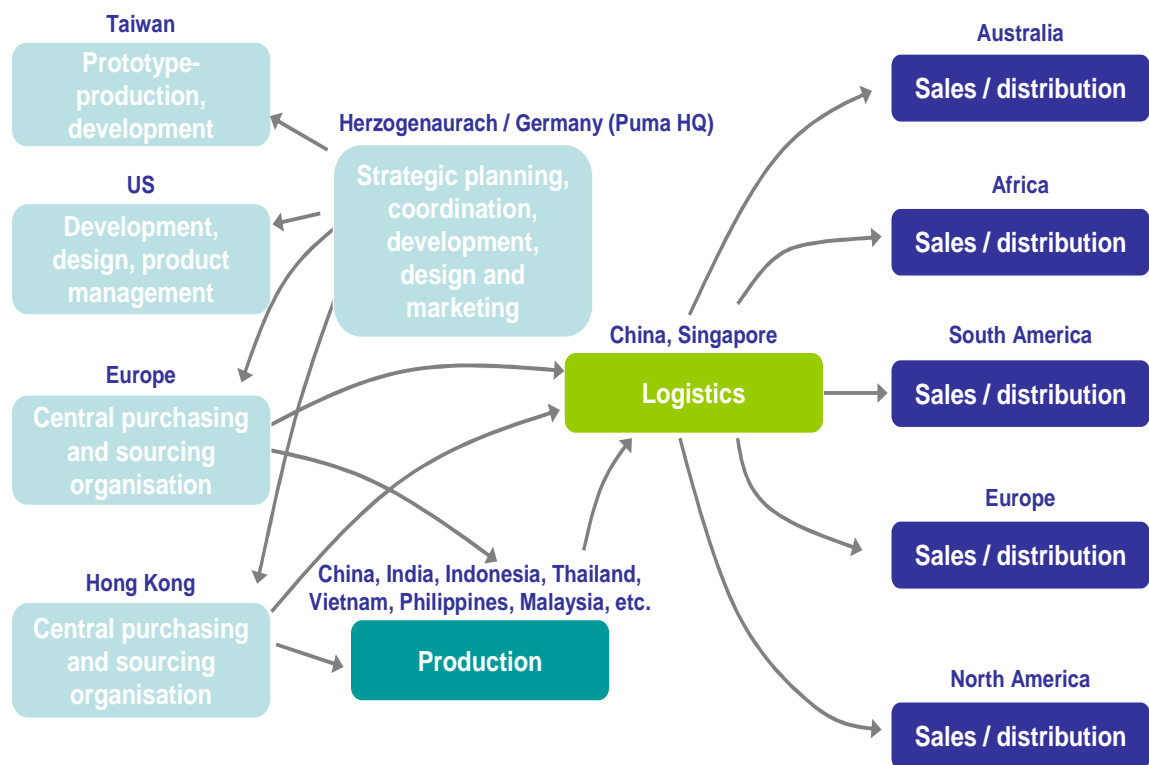 Taiwan
Prototype-
production,
development
US
Development,
design, product
management
Europe
Central purchasing
and sourcing
organisation
Hong Kong
Central purchasing
and sourcing
organisation
Herzogenaurach / Germany (Puma HQ)
Strategic planning,
coordination,
development,
design and
marketing
China, India, Indonesia, Thailand,
Vietnam, Philippines, Malaysia, etc.
Production
China, Singapore
Logistics
Australia
Sales / distribution
Africa
Sales / distribution
South America
Sales / distribution
Europe
Sales / distribution
North America
Sales / distribution